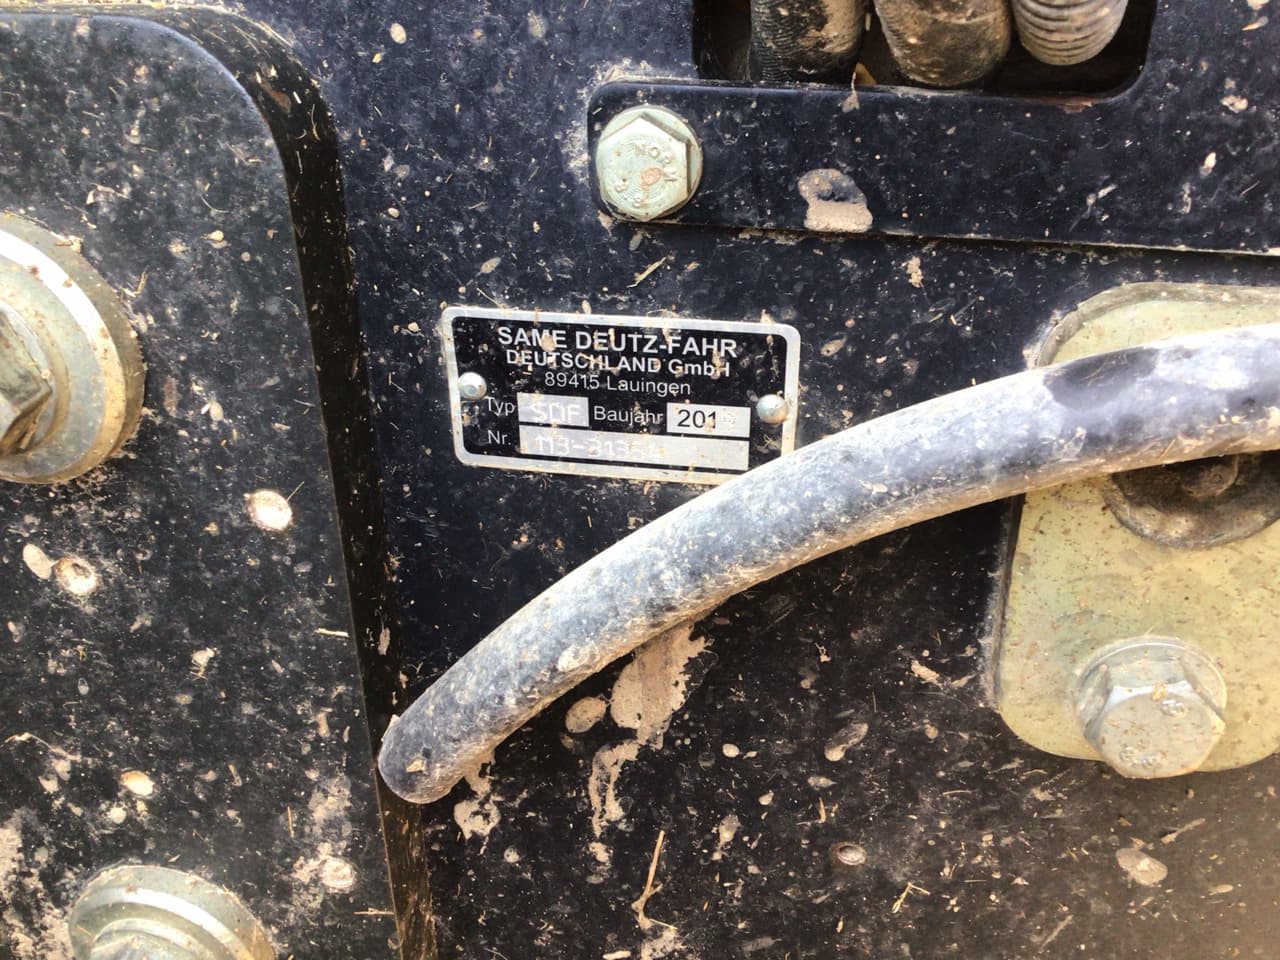 SAME DEUTZ-FAHR
DEUTSCHLAND GmbH
89415 Lauingen
Typ SDF Baujahr
Nr.